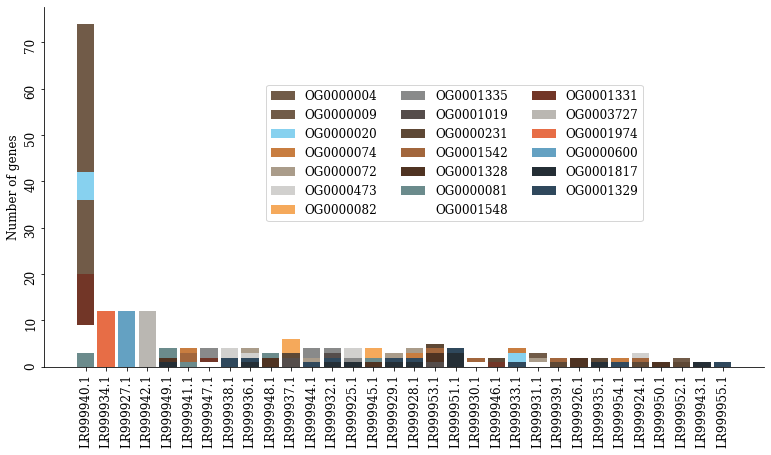 Number of genes
70
60
50
40
30
20
10
0
OG0000004
OG0000009
OG0000020
OG0000074
OG0000072
OG0000473
OG0000082
OG0001335
OG0001019
OG0000231
OG0001542
OG0001328
OG0000081
OG0001548
OG0001331
OG0003727
OG0001974
OG0000600
OG0001817
OG0001329
LR999940.1
LR999934.1
LR999927.1
LR999942.1
LR999949.1
LR999941.1
LR999947.1
LR999938.1
LR999936.1
LR999948.1
LR999937.1
LR999944.1
LR999932.1
LR999925.1
LR999945.1
LR999929.1
LR999928.1
LR999953.1
LR999951.1
LR999930.1
LR999946.1
LR999933.1
LR999931.1
LR999939.1
LR999926.1
LR999935.1
LR999954.1
LR999924.1
LR999950.1
LR999952.1
LR999943.1
LR999955.1